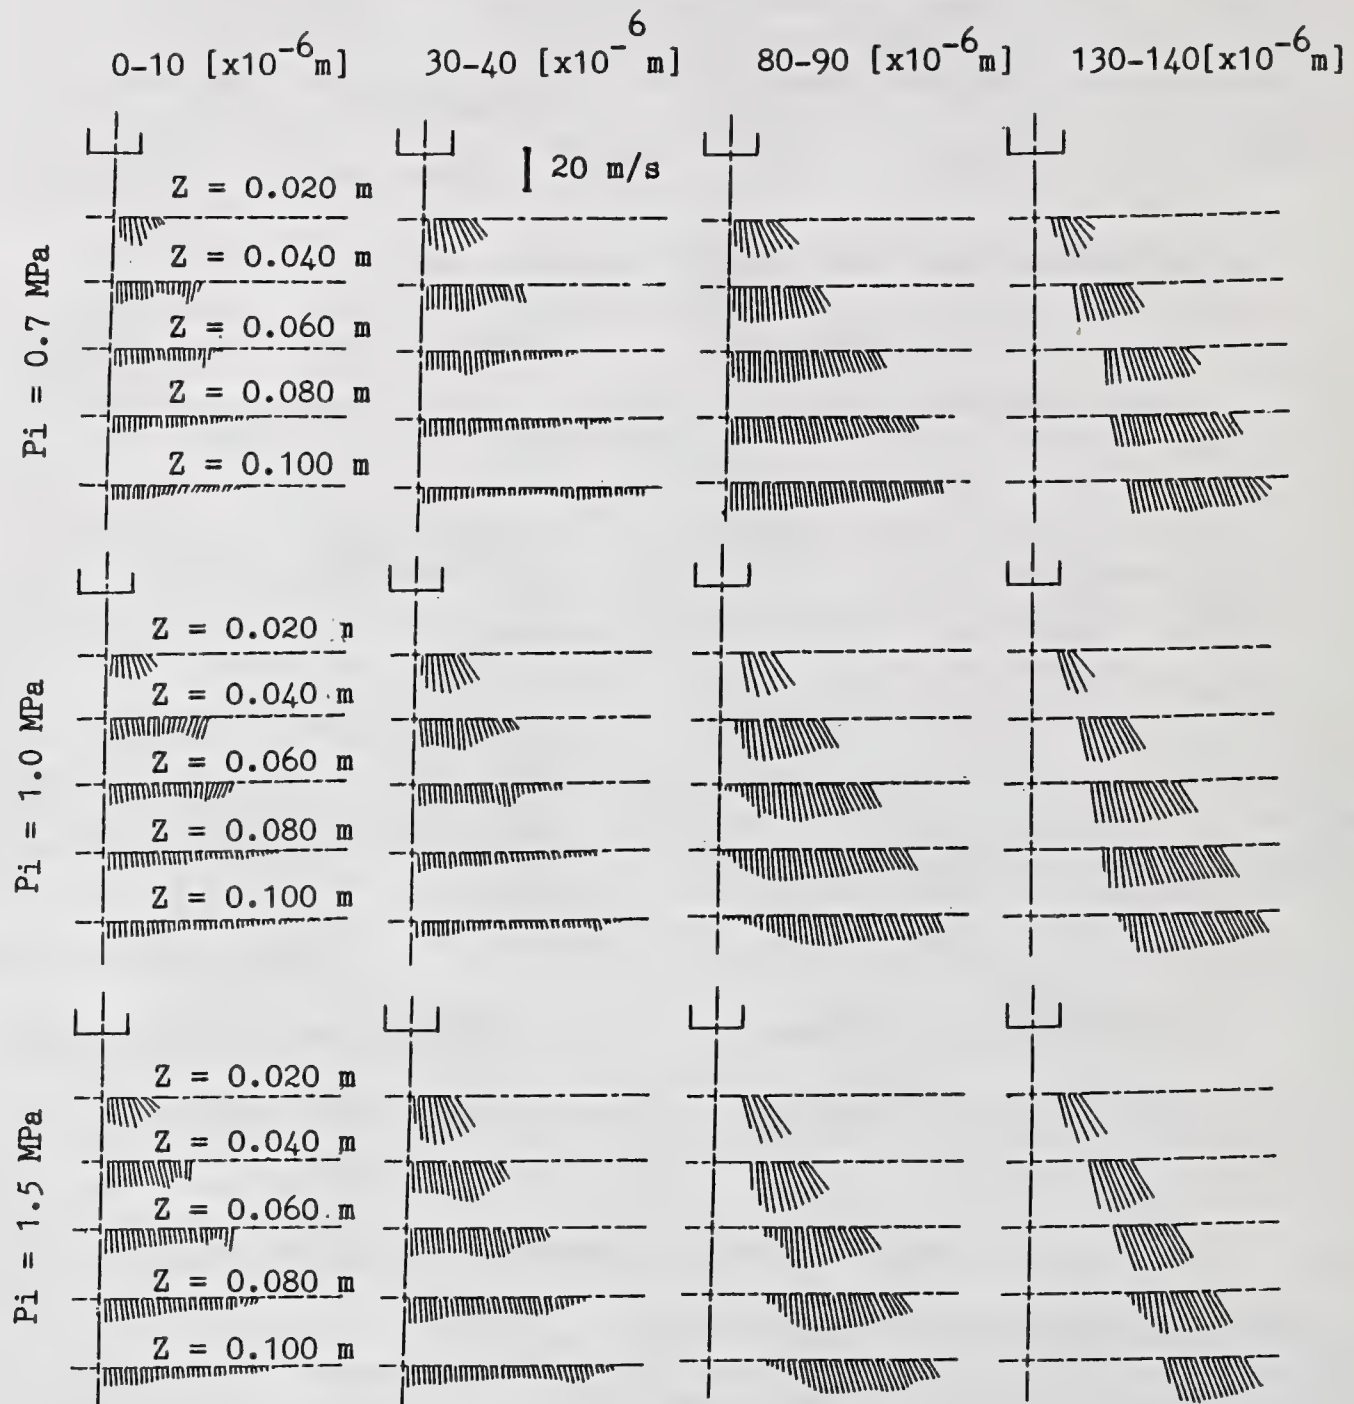 0-10 [x10⁻⁶m] 30-40 [x10⁻⁶m] 80-90 [x10⁻⁶m] 130-140[x10⁻⁶m]
20 m/s
Pi = 0.7 MPa
Z = 0.020 m
Z = 0.040 m
Z = 0.060 m
Z = 0.080 m
Z = 0.100 m
Pi = 1.0 MPa
Z = 0.020 m
Z = 0.040 m
Z = 0.060 m
Z = 0.080 m
Z = 0.100 m
Pi = 1.5 MPa
Z = 0.020 m
Z = 0.040 m
Z = 0.060 m
Z = 0.080 m
Z = 0.100 m